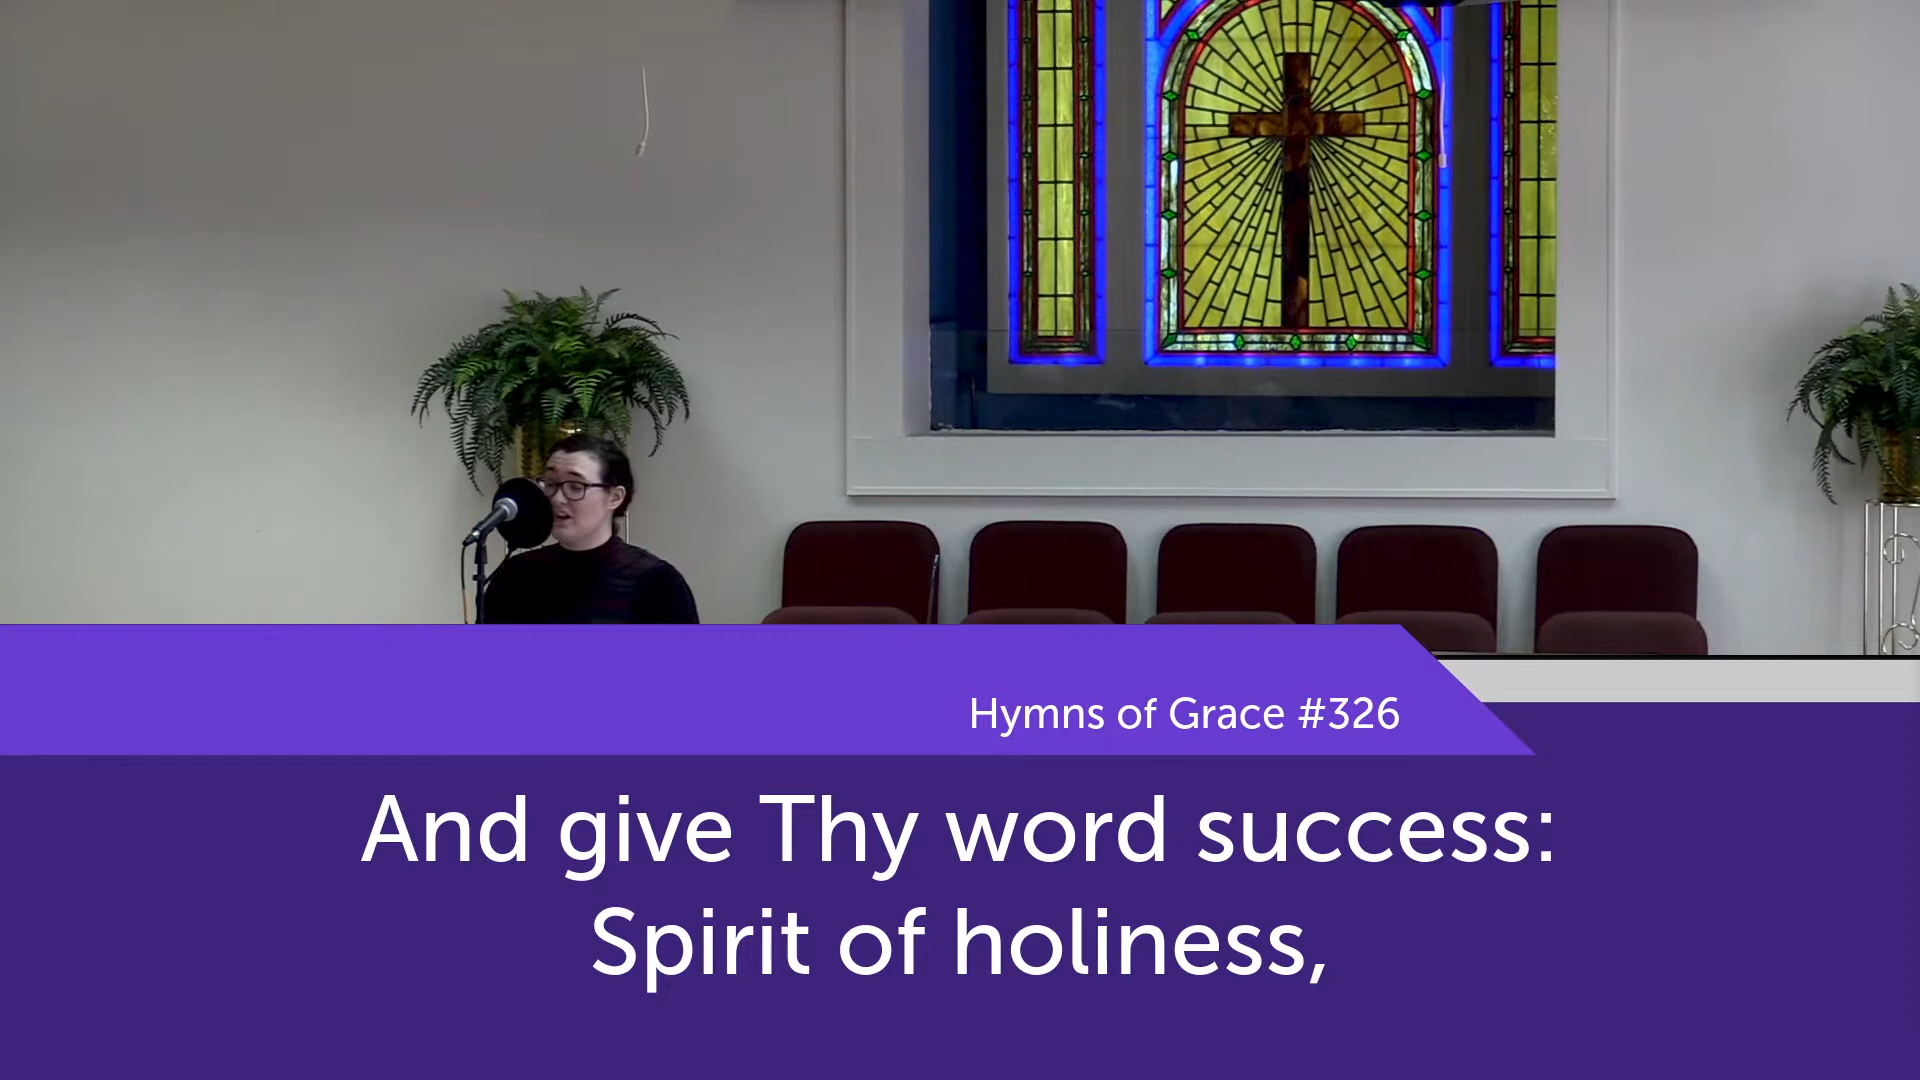 Hymns of Grace #326
And give Thy word success:
Spirit of holiness,